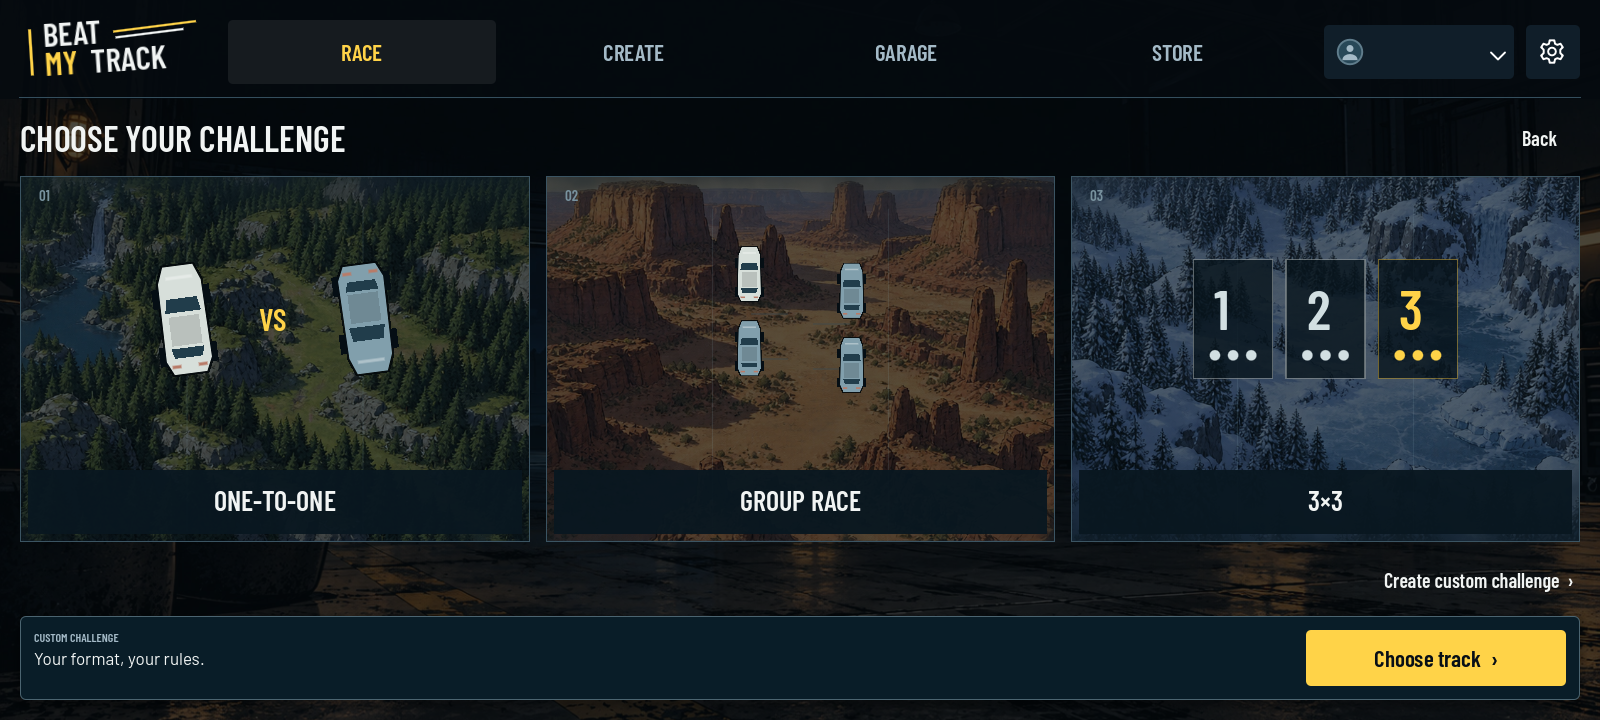 BEAT
MY TRACK
RACE
CREATE
GARAGE
STORE
CHOOSE YOUR CHALLENGE
Back
01
VS
ONE-TO-ONE
02
GROUP RACE
03
1 2 3
3×3
Create custom challenge ›
CUSTOM CHALLENGE
Your format, your rules.
Choose track ›